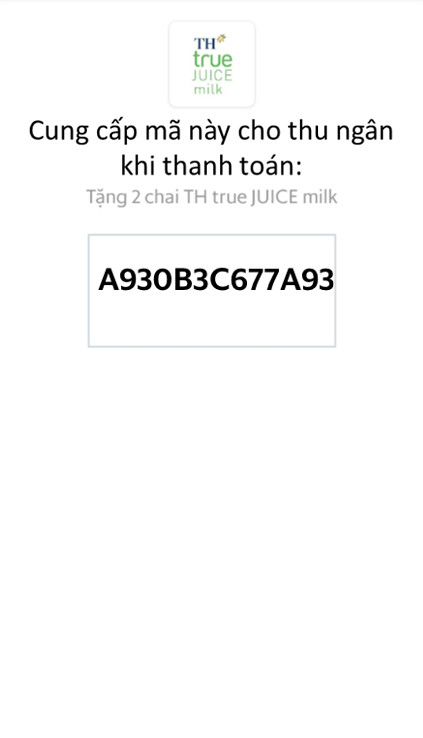 TH
true
JUICE
milk
Cung cấp mã này cho thu ngân
khi thanh toán:
Tặng 2 chai TH true JUICE milk
A930B3C677A93